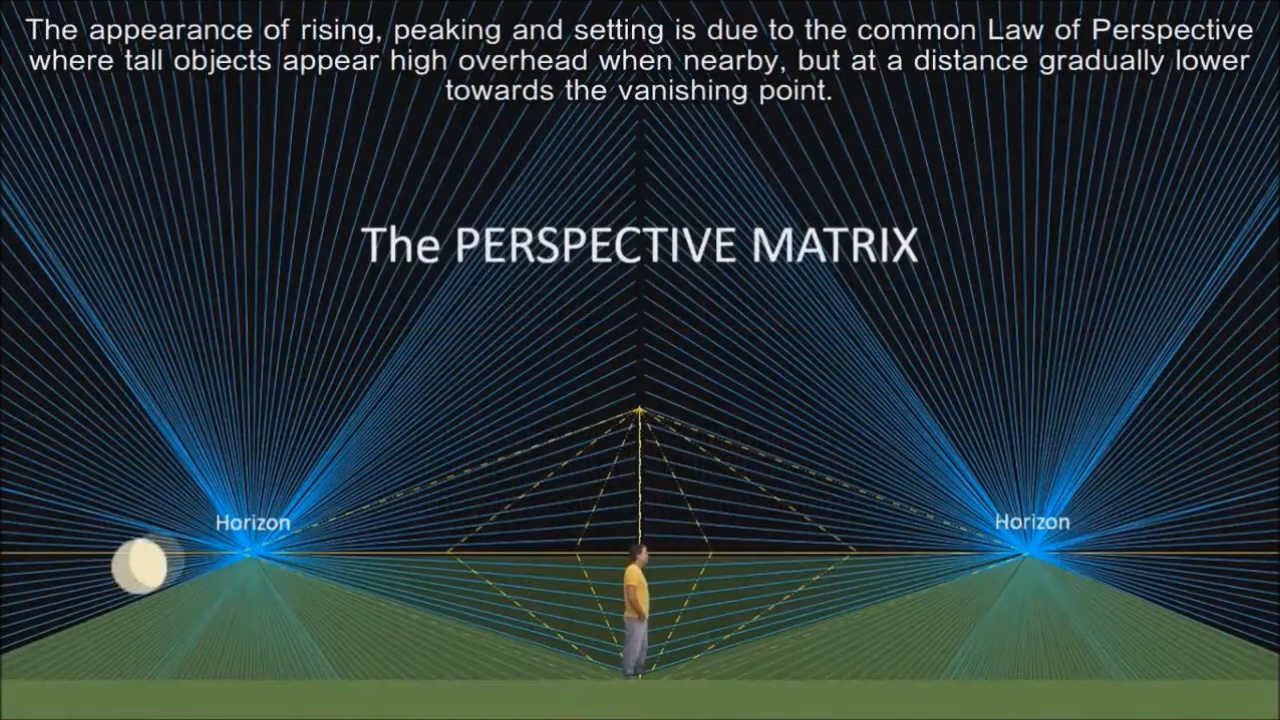 The appearance of rising, peaking and setting is due to the common Law of Perspective
where tall objects appear high overhead when nearby, but at a distance gradually lower
towards the vanishing point.
The PERSPECTIVE MATRIX
Horizon
Horizon